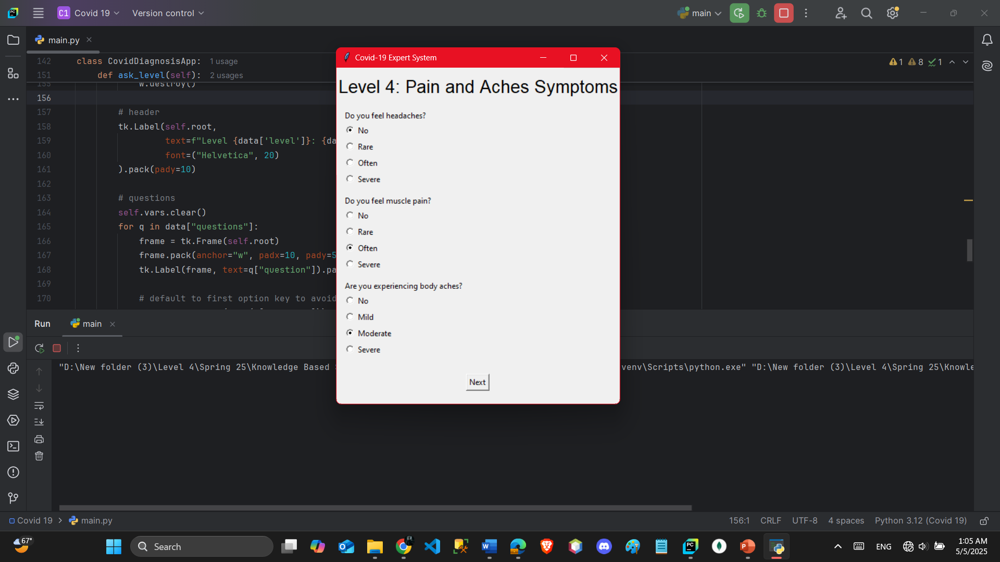 C1 Covid 19 Version control main
main.py
142 class CovidDiagnosisApp: 1 usage
1 8 1
151 def ask_level(self): 2 usages
155 w.destroy()
156
157 # header
158 tk.Label(self.root,
159 text=f"Level {data['level']}: {da
160 font=("Helvetica", 20)
161 ).pack(pady=10)
162
163 # questions
164 self.vars.clear()
165 for q in data["questions"]:
166 frame = tk.Frame(self.root)
167 frame.pack(anchor="w", padx=10, pady=5
168 tk.Label(frame, text=q["question"]).pa
169
170 # default to first option key to avoid
Covid-19 Expert System
Level 4: Pain and Aches Symptoms
Do you feel headaches?
No
Rare
Often
Severe
Do you feel muscle pain?
No
Rare
Often
Severe
Are you experiencing body aches?
No
Mild
Moderate
Severe
Next
Run main
"D:\New folder (3)\Level 4\Spring 25\Knowledge Based venv\Scripts\python.exe" "D:\New folder (3)\Level 4\Spring 25\Knowle
Covid 19 > main.py
156:1 CRLF UTF-8 4 spaces Python 3.12 (Covid 19)
67°
Search
ENG
1:05 AM
5/5/2025